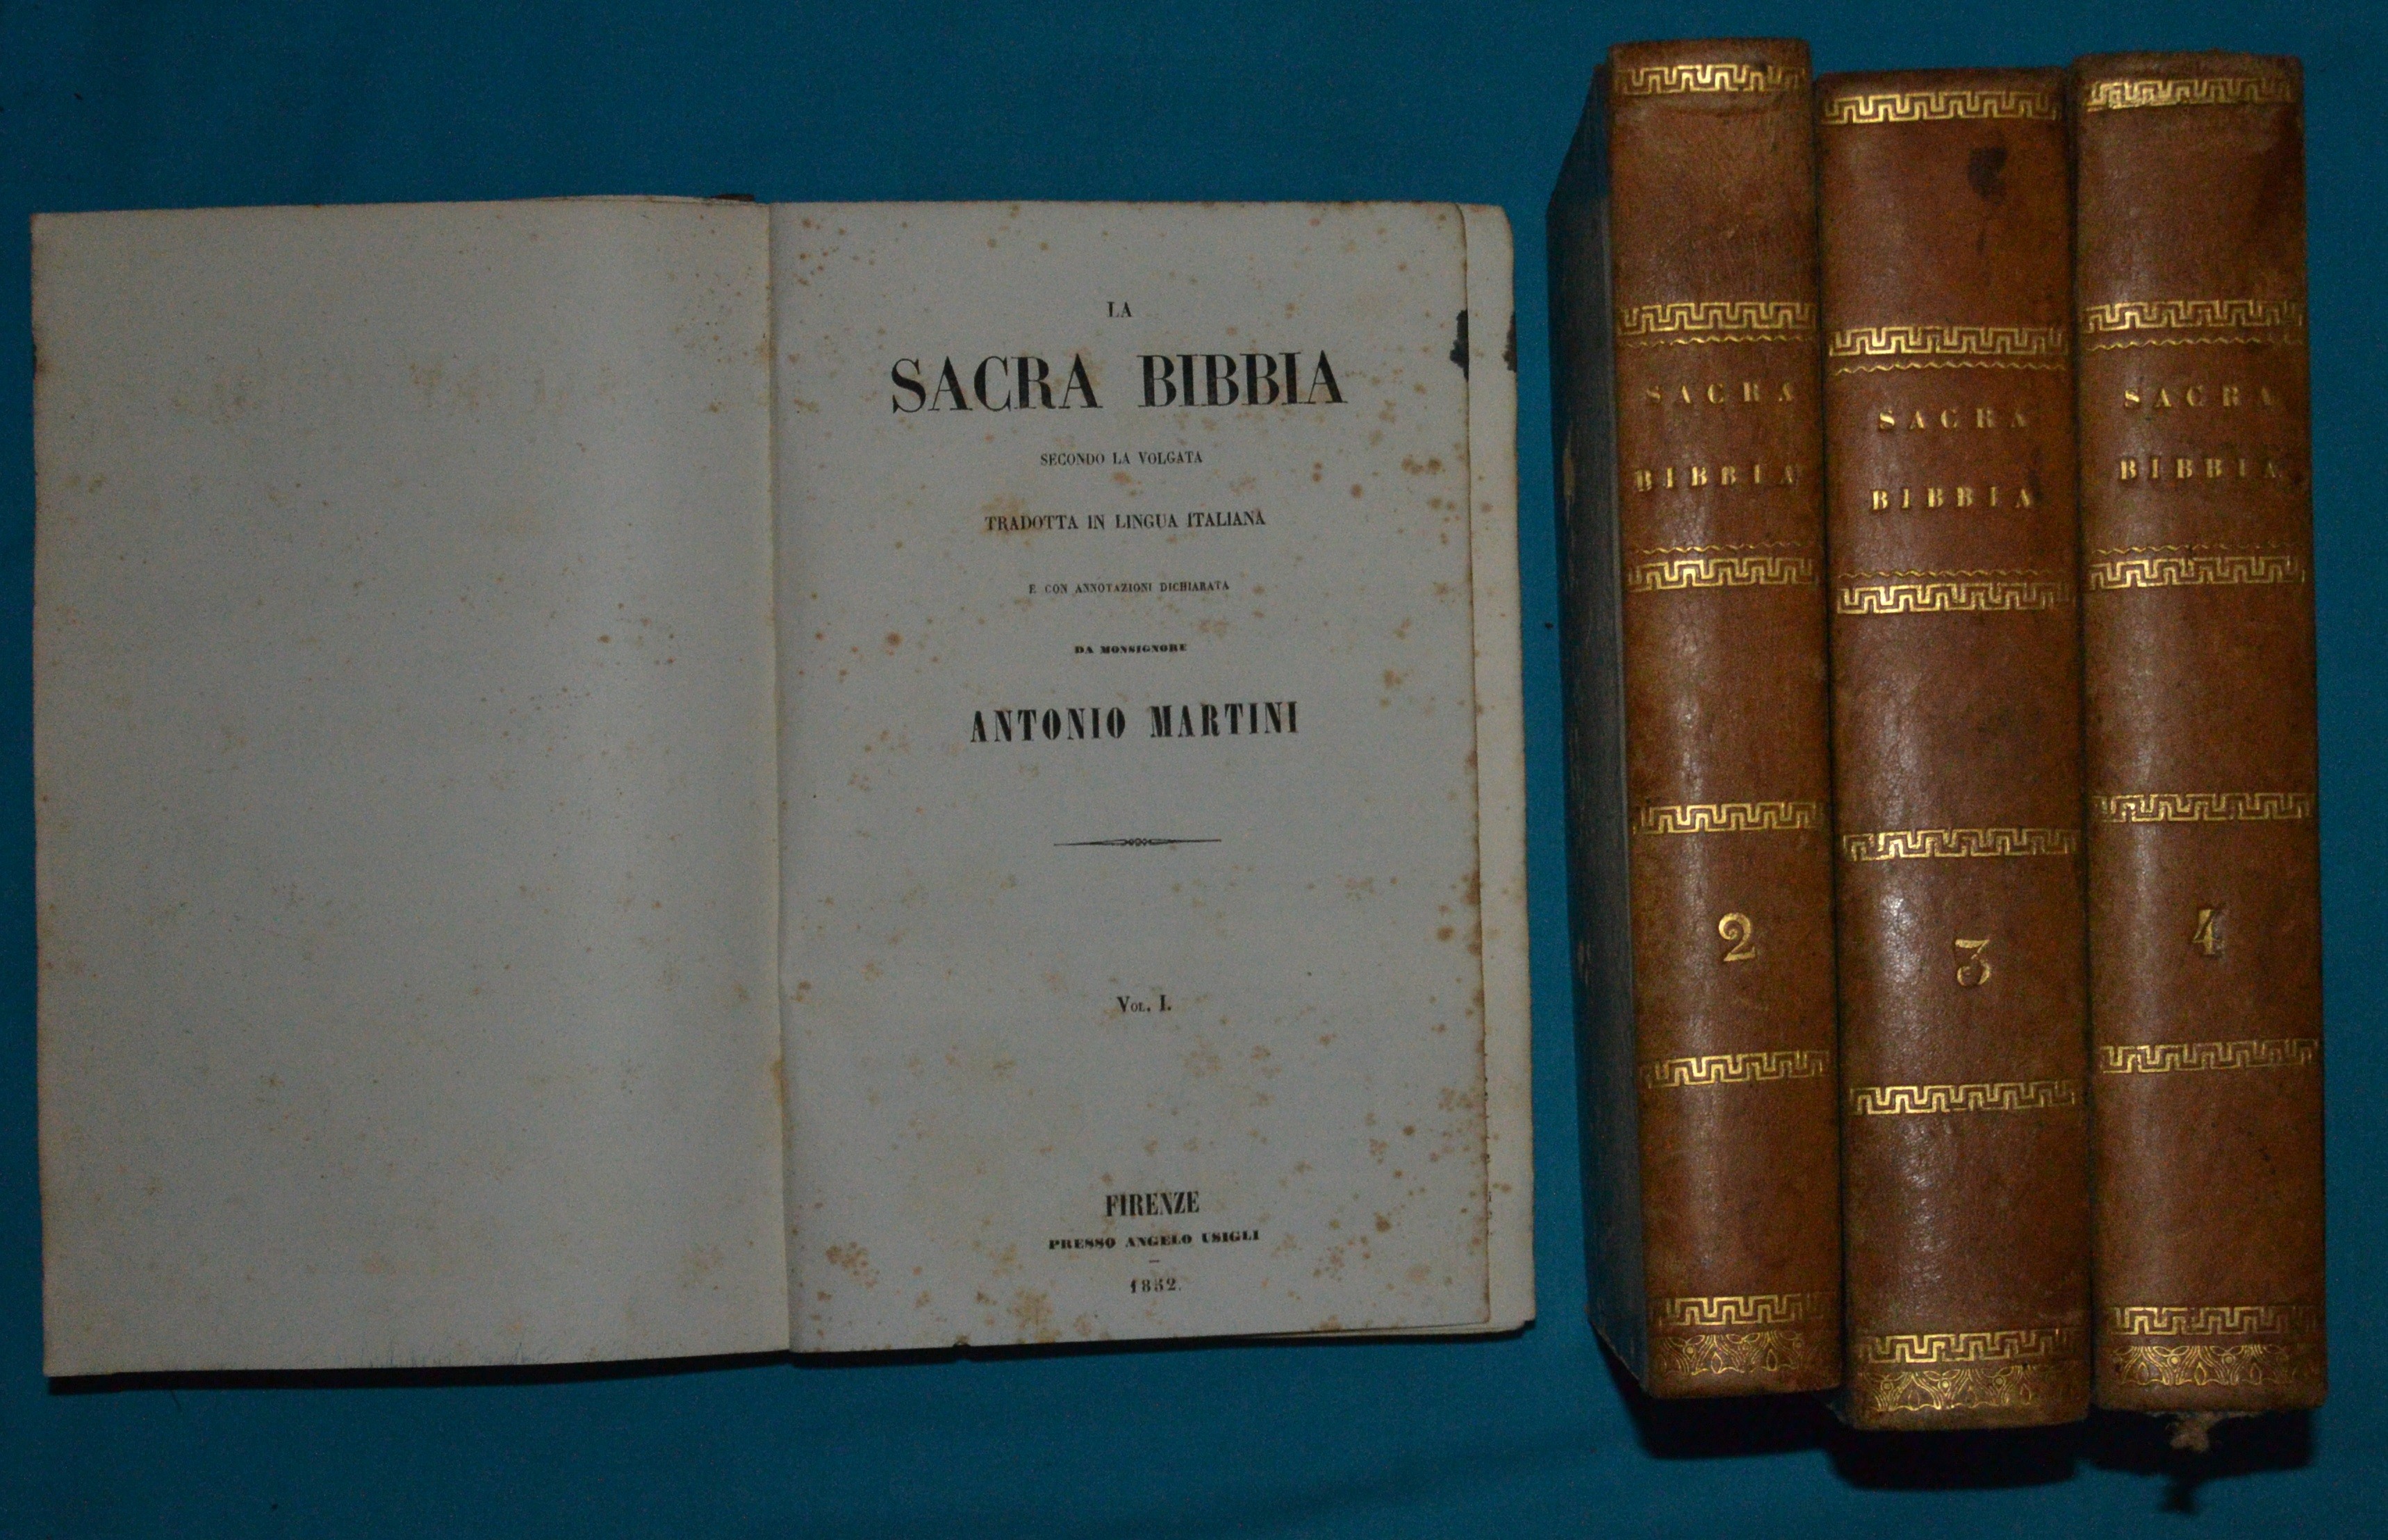 LA
SACRA BIBBIA
SECONDO LA VOLGATA
TRADOTTA IN LINGUA ITALIANA
E CON ANNOTAZIONI DICHIARATA
DA MONSIGNORE
ANTONIO MARTINI
VOL. I.
FIRENZE
PRESSO ANGELO USIGLI
1852.
SACRA
BIBBIA
2
SACRA
BIBBIA
3
SACRA
BIBBIA
4